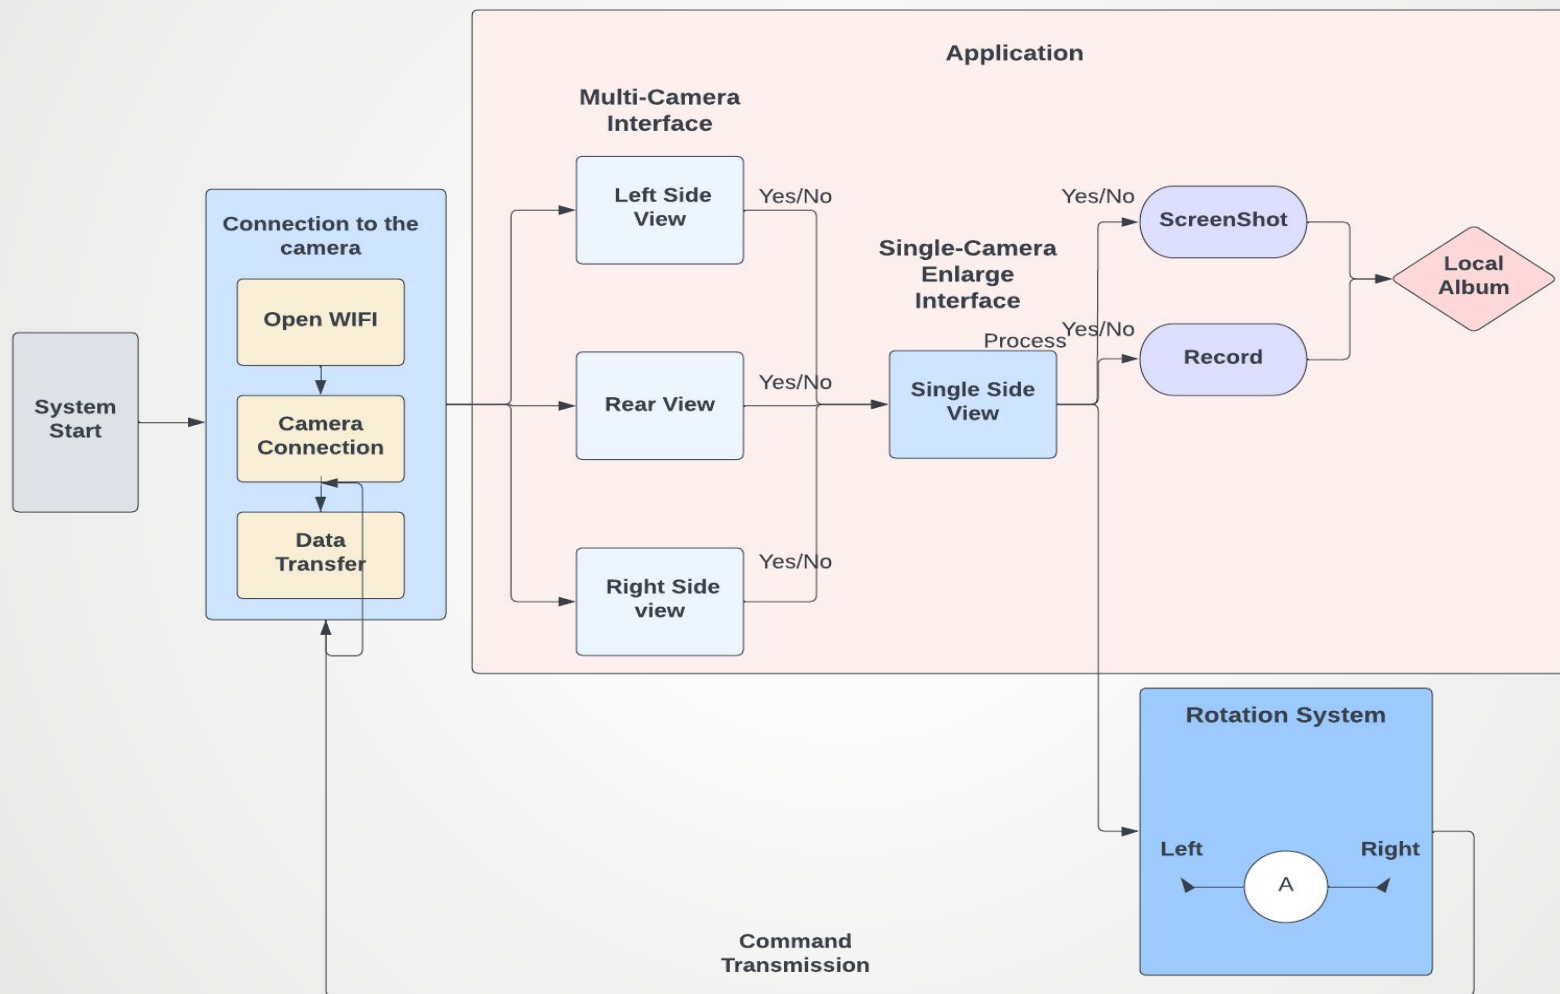 Application
Multi-Camera
Interface
Left Side
View
Yes/No
Yes/No
ScreenShot
Connection to the
camera
Single-Camera
Enlarge
Interface
Local
Album
Open WIFI
Process
Yes/No
Record
System
Start
Camera
Connection
Rear View
Yes/No
Single Side
View
Data
Transfer
Right Side
view
Yes/No
Rotation System
Left
Right
A
Command
Transmission